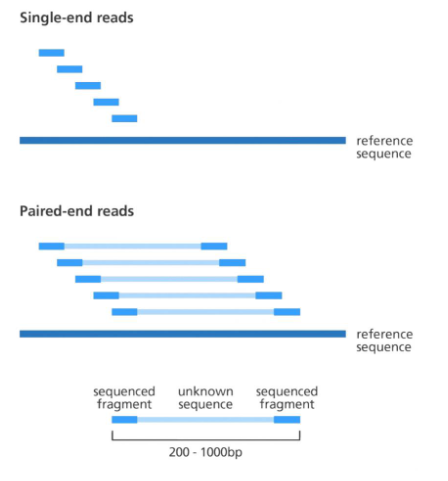 Single-end reads
reference
sequence
Paired-end reads
reference
sequence
sequenced
fragment
unknown
sequence
sequenced
fragment
200 - 1000bp